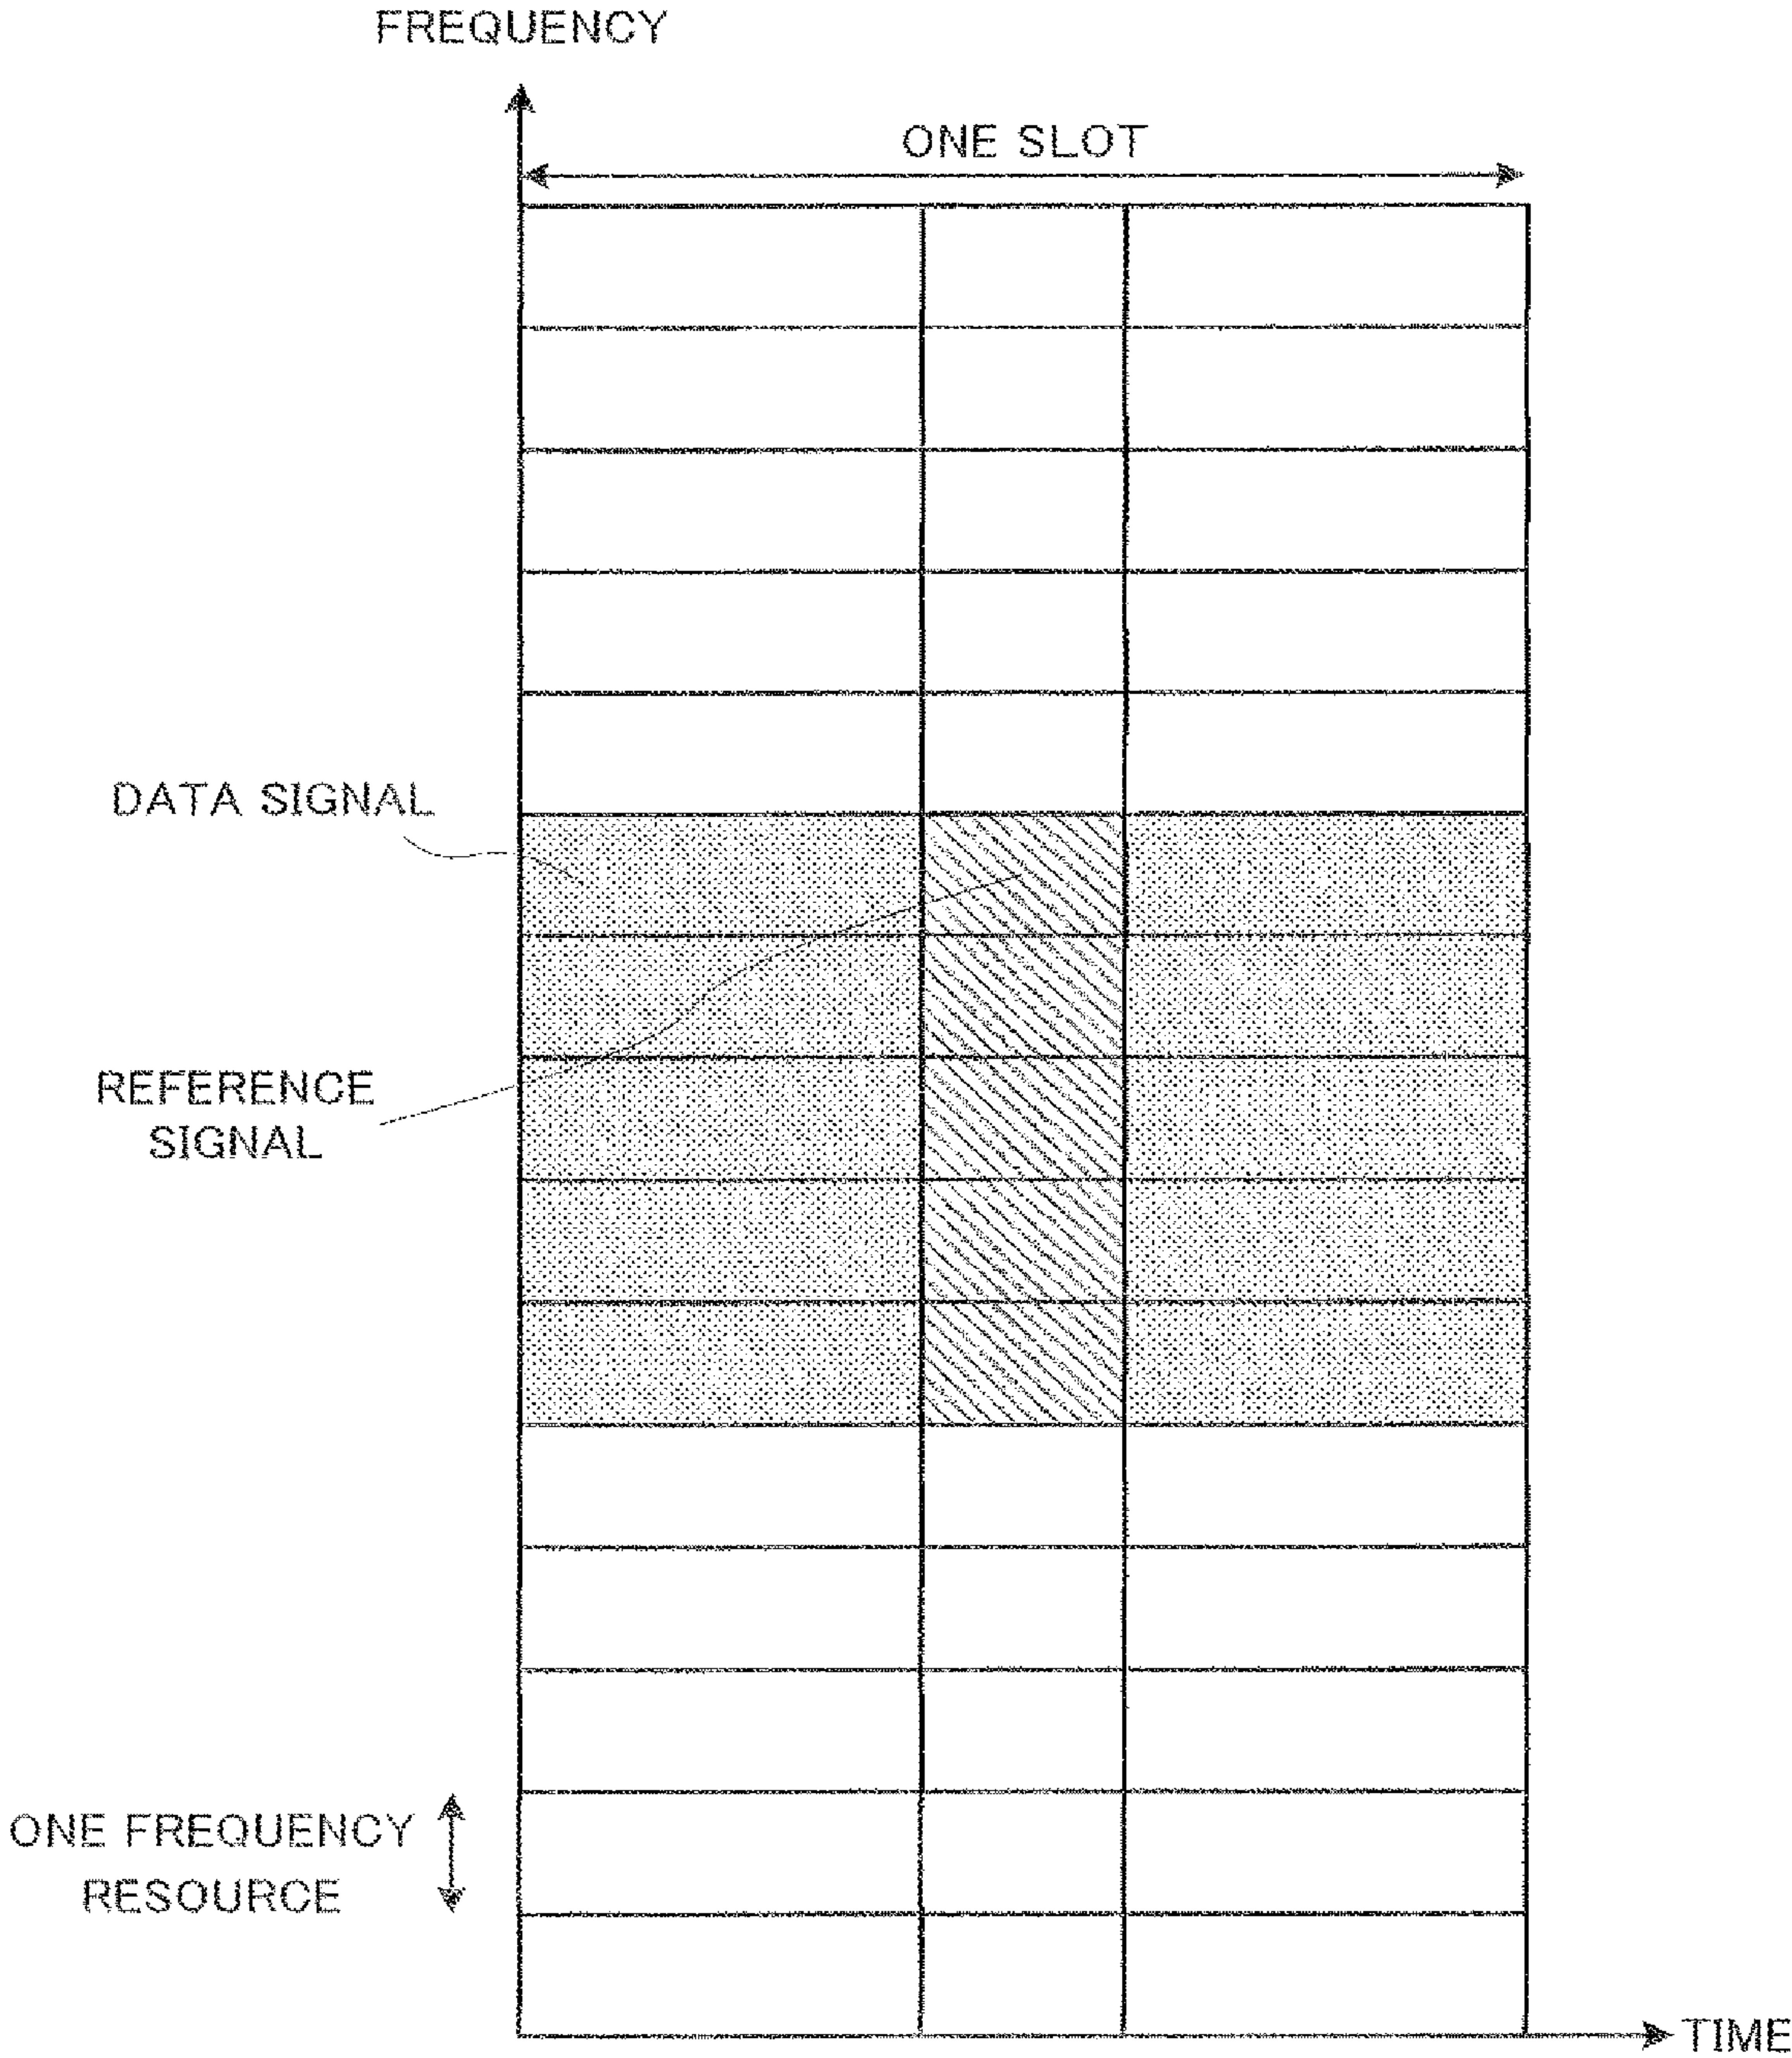 FREQUENCY
ONE SLOT
DATA SIGNAL
REFERENCE
SIGNAL
ONE FREQUENCY
RESOURCE
TIME